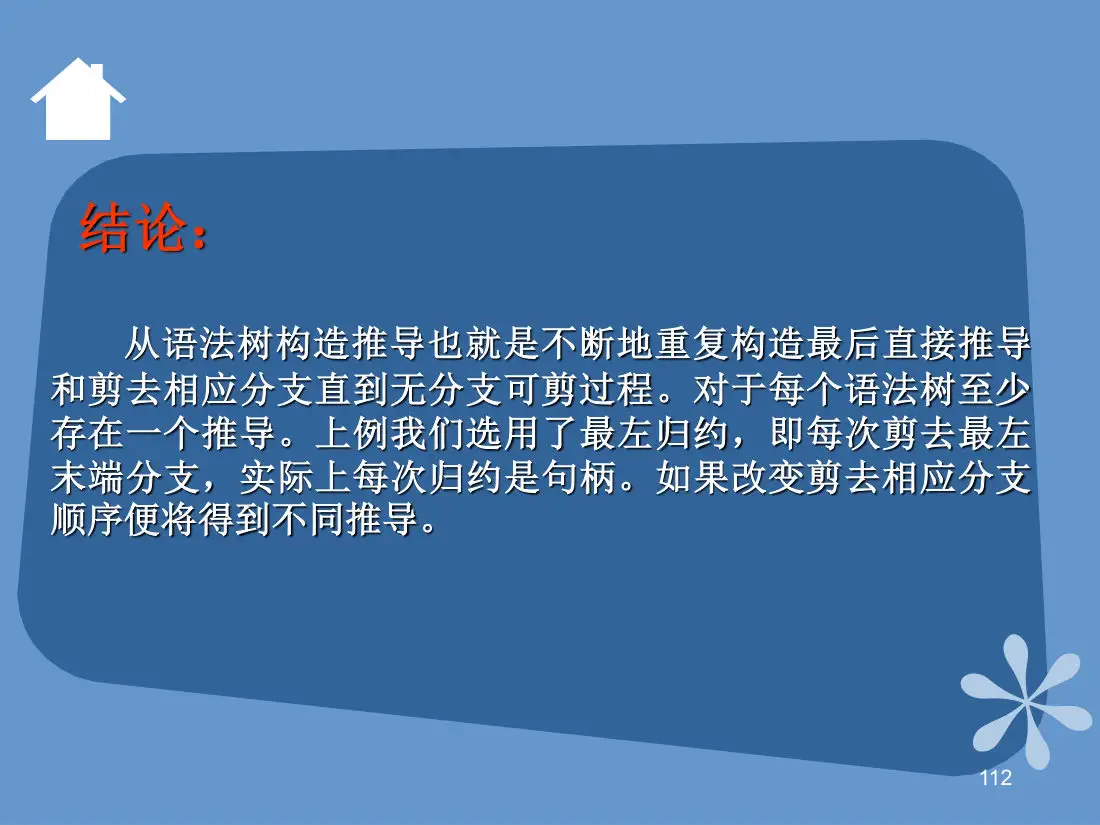 结论：
从语法树构造推导也就是不断地重复构造最后直接推导
和剪去相应分支直到无分支可剪过程。对于每个语法树至少
存在一个推导。上例我们选用了最左归约，即每次剪去最左
末端分支，实际上每次归约是句柄。如果改变剪去相应分支
顺序便将得到不同推导。
112